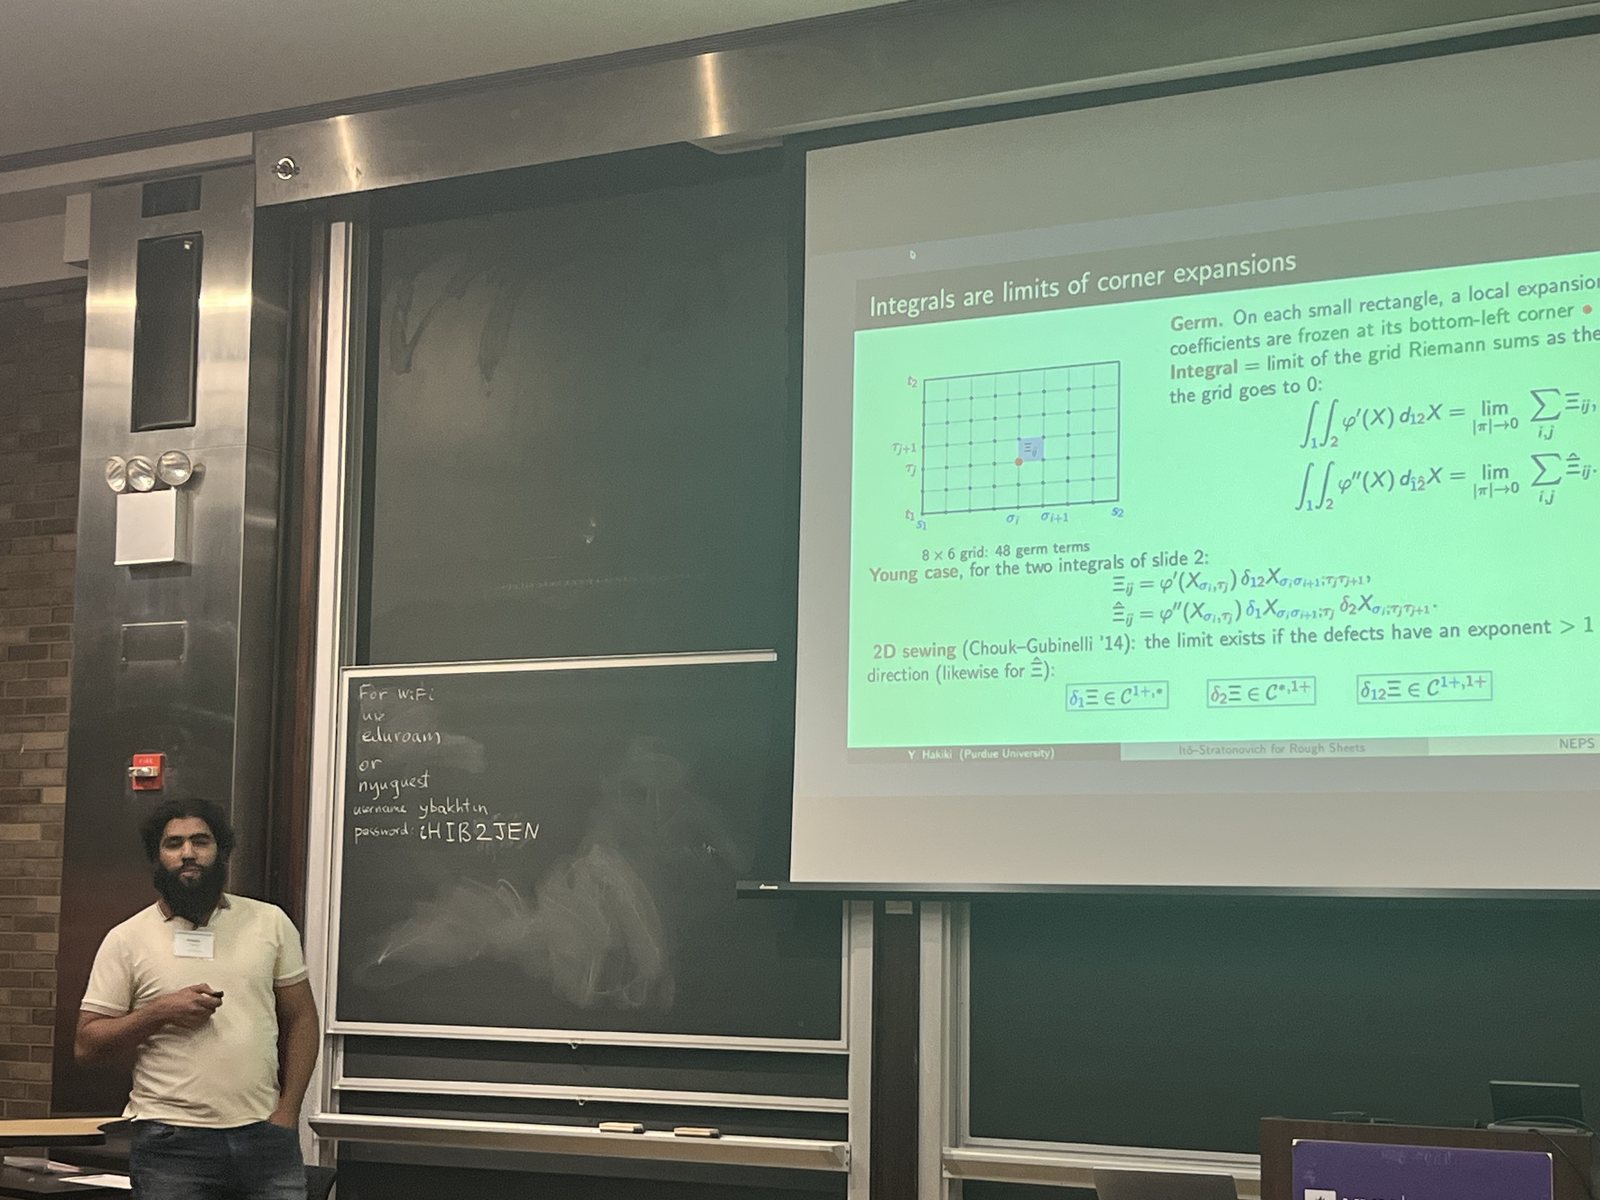 For WiFi
use
eduroam
or
nyuguest
username ybakhtin
password: iHIB2JEN
FIRE
Integrals are limits of corner expansions
Germ. On each small rectangle, a local expansion
coefficients are frozen at its bottom-left corner
Integral = limit of the grid Riemann sums as the
the grid goes to 0:
∫₁∫₂ φ′(X) d₁₂X = lim_{|π|→0} ∑_{i,j} Ξ_{ij},
∫₁∫₂ φ″(X) d_{1̂2̂}X = lim_{|π|→0} ∑_{i,j} Ξ̂_{ij}.
t₂
τ_{j+1}
τ_j
t₁
Ξ_{ij}
s₁ σ_i σ_{i+1} s₂
8 × 6 grid: 48 germ terms
Young case, for the two integrals of slide 2:
Ξ_{ij} = φ′(X_{σ_i,τ_j}) δ₁₂X_{σ_iσ_{i+1};τ_jτ_{j+1}},
Ξ̂_{ij} = φ″(X_{σ_i,τ_j}) δ₁X_{σ_iσ_{i+1};τ_j} δ₂X_{σ_i;τ_jτ_{j+1}}.
2D sewing (Chouk–Gubinelli '14): the limit exists if the defects have an exponent > 1
direction (likewise for Ξ̂):
δ₁Ξ ∈ C^{1+,*} δ₂Ξ ∈ C^{*,1+} δ₁₂Ξ ∈ C^{1+,1+}
Y. Hakiki (Purdue University) Itô–Stratonovich for Rough Sheets NEPS